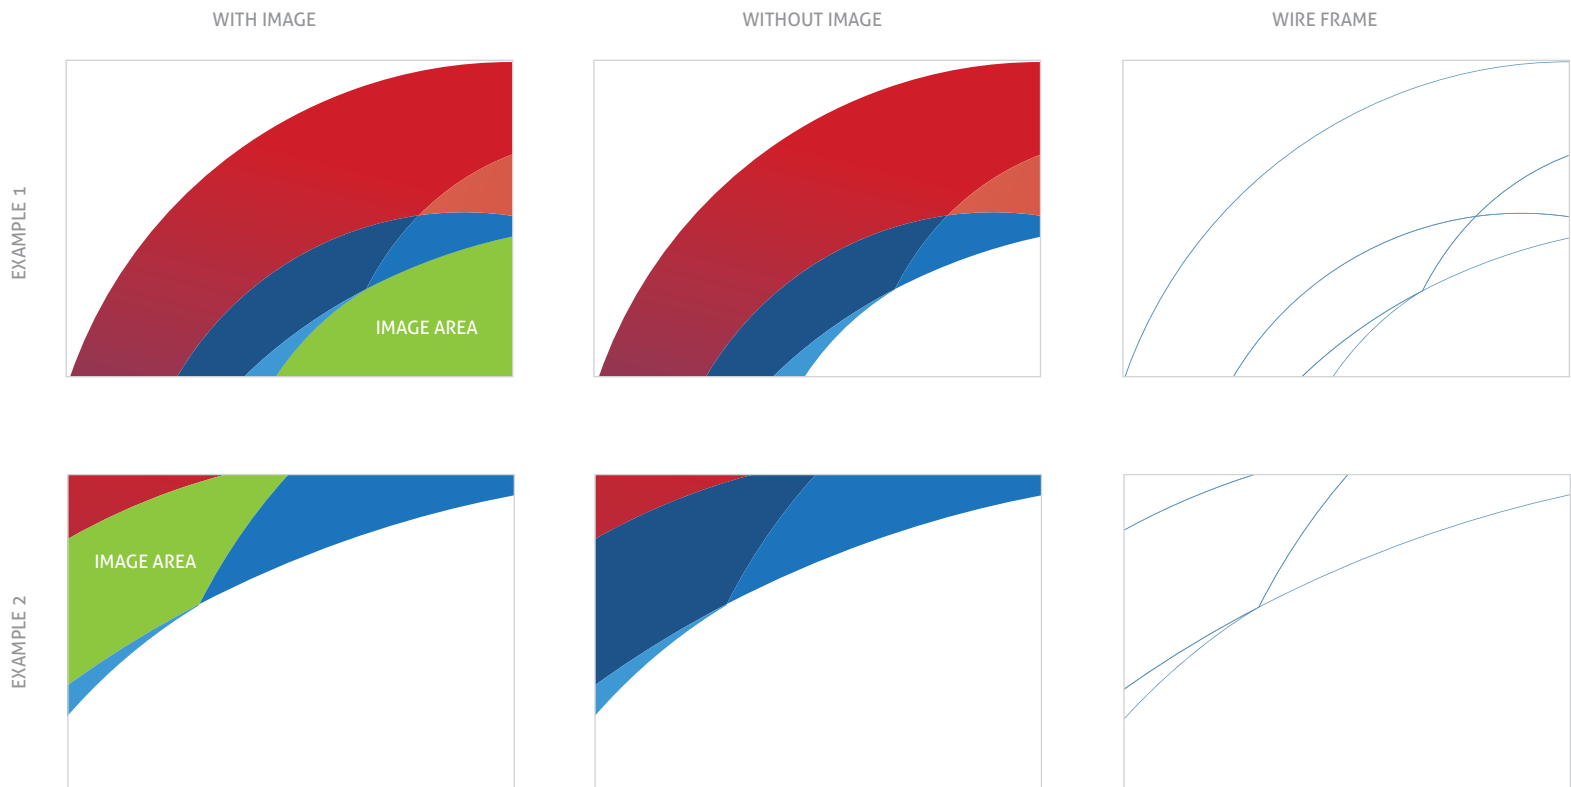 WITH IMAGE
WITHOUT IMAGE
WIRE FRAME
EXAMPLE 1
IMAGE AREA
EXAMPLE 2
IMAGE AREA